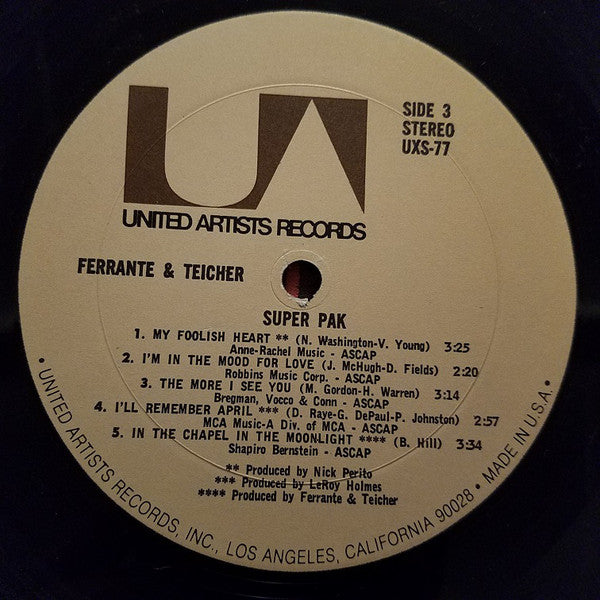 UA
SIDE 3
STEREO
UXS-77
UNITED ARTISTS RECORDS
FERRANTE & TEICHER
SUPER PAK
1. MY FOOLISH HEART ** (N. Washington-V. Young) 3:25
Anne-Rachel Music - ASCAP
2. I'M IN THE MOOD FOR LOVE (J. McHugh-D. Fields) 2:20
Robbins Music Corp. - ASCAP
3. THE MORE I SEE YOU (M. Gordon-H. Warren) 3:14
Bregman, Vocco & Conn - ASCAP
4. I'LL REMEMBER APRIL *** (D. Raye-G. DePaul-P. Johnston) 2:57
MCA Music-A Div. of MCA - ASCAP
5. IN THE CHAPEL IN THE MOONLIGHT **** (B. Hill) 3:34
Shapiro Bernstein - ASCAP
** Produced by Nick Perito
*** Produced by LeRoy Holmes
**** Produced by Ferrante & Teicher
• UNITED ARTISTS RECORDS, INC., LOS ANGELES, CALIFORNIA 90028 • MADE IN U.S.A. •